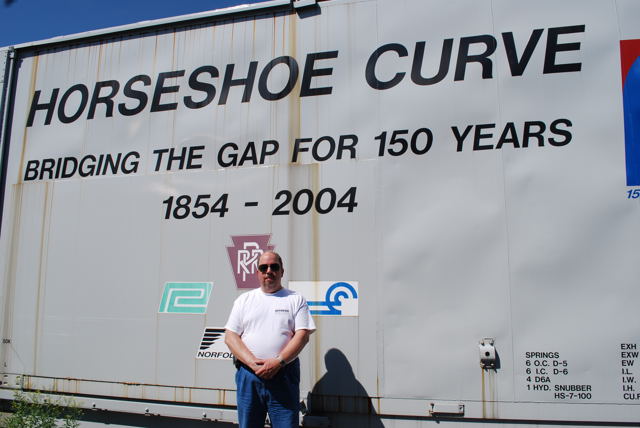 HORSESHOE CURVE
BRIDGING THE GAP FOR 150 YEARS
1854 - 2004
PRR
NORFOL
15
SPRINGS
6 O.C. D-5
6 I.C. D-6
4 D6A
1 HYD. SNUBBER
HS-7-100
EXH
EXW
EW
I.L.
I.W.
I.H.
CU.F